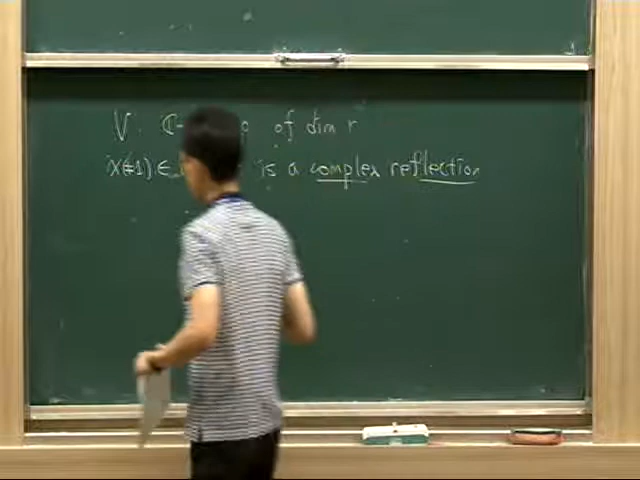 V ℂ of dim r
x(≠1)∈ is a complex reflection